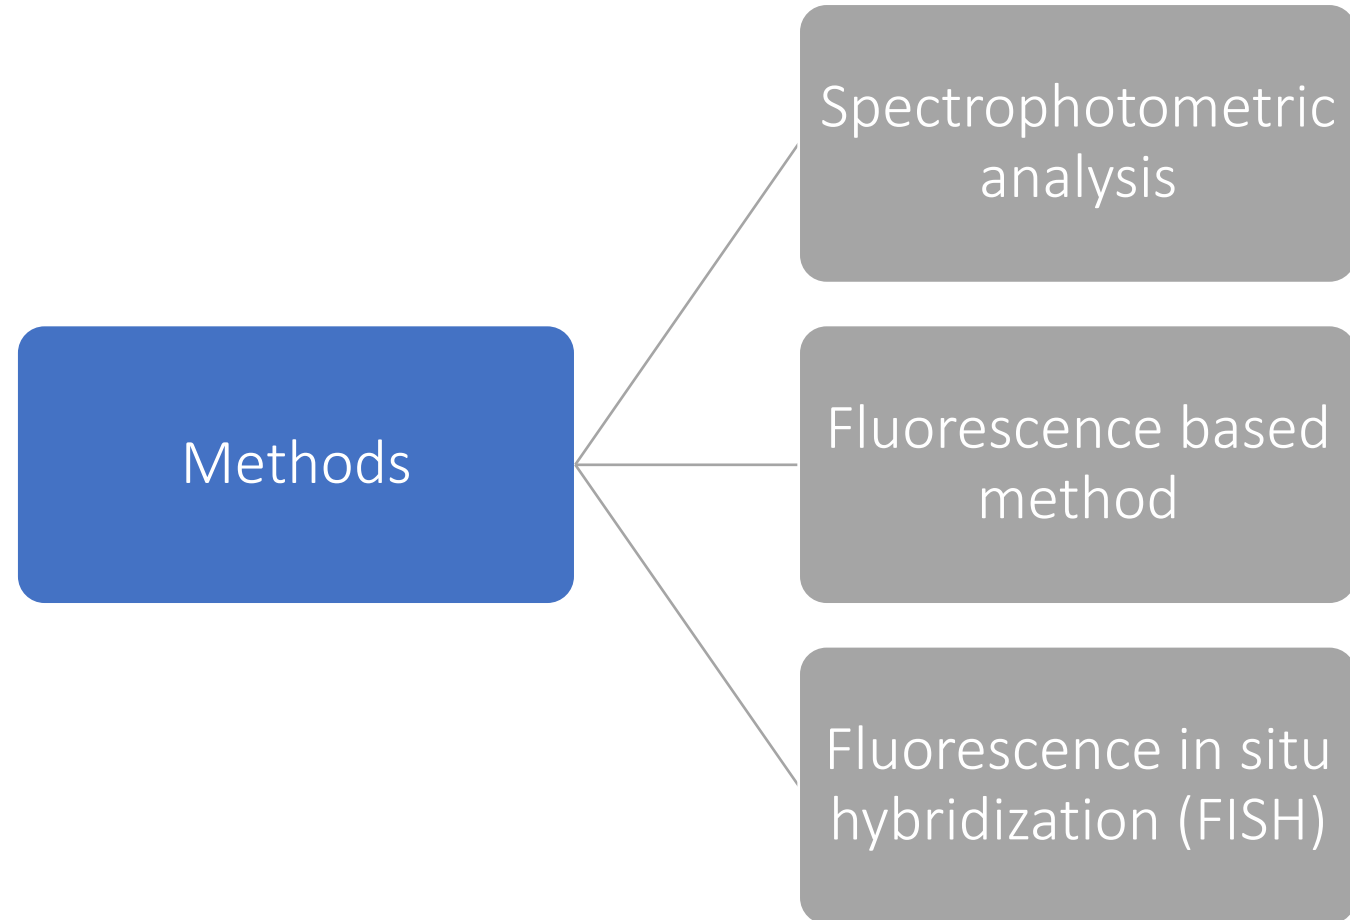 Methods
Spectrophotometric
analysis
Fluorescence based
method
Fluorescence in situ
hybridization (FISH)